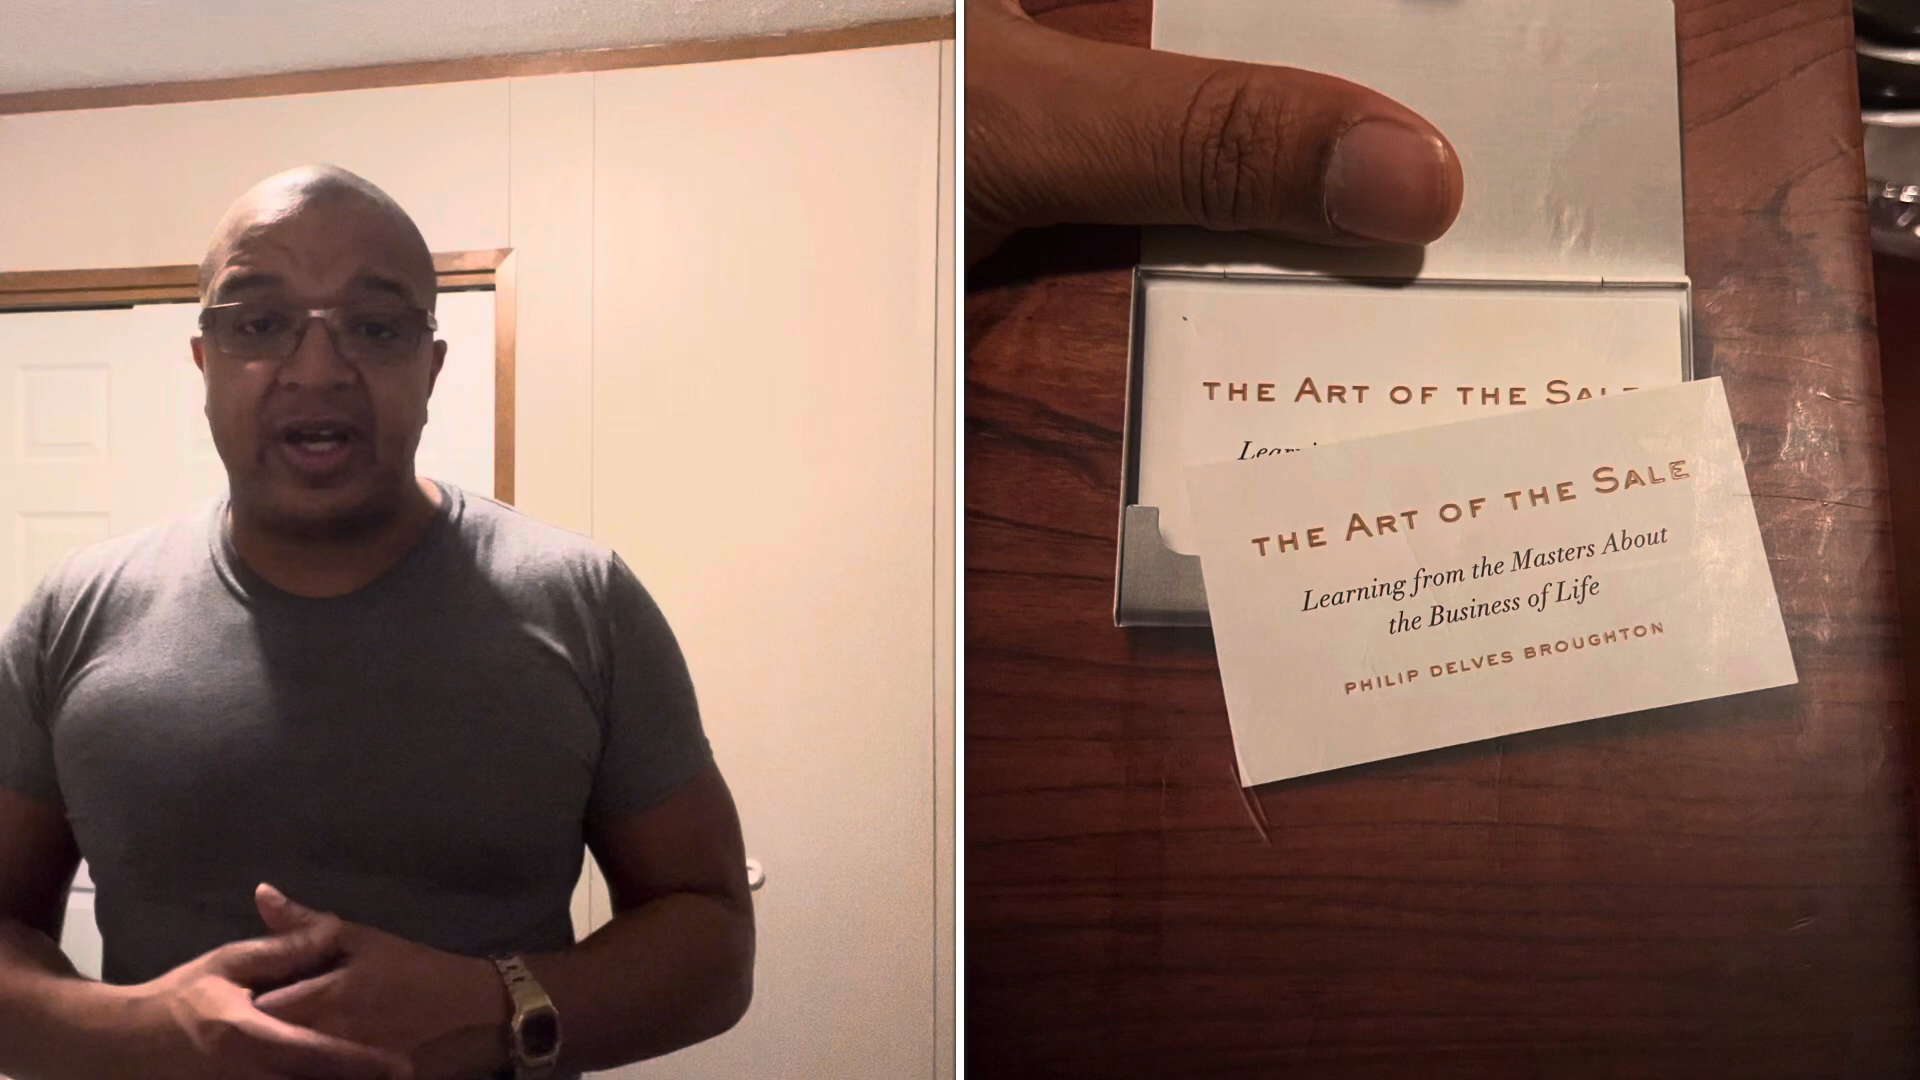 THE ART OF THE SALE
Learni
THE ART OF THE SALE
Learning from the Masters About
the Business of Life
PHILIP DELVES BROUGHTON